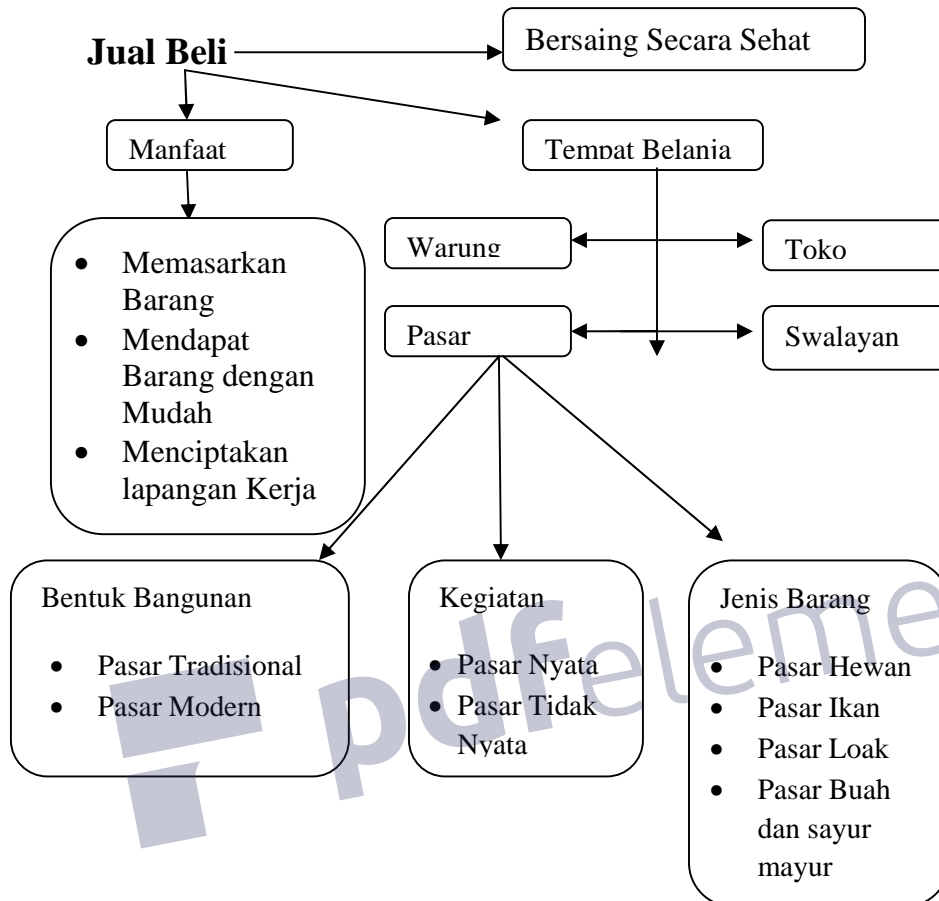 Jual Beli
Bersaing Secara Sehat
Manfaat
Tempat Belanja
• Memasarkan
Barang
• Mendapat
Barang dengan
Mudah
• Menciptakan
lapangan Kerja
Warung
Toko
Pasar
Swalayan
Bentuk Bangunan
• Pasar Tradisional
• Pasar Modern
Kegiatan
• Pasar Nyata
• Pasar Tidak
Nyata
Jenis Barang
• Pasar Hewan
• Pasar Ikan
• Pasar Loak
• Pasar Buah
dan sayur
mayur
pdfeleme